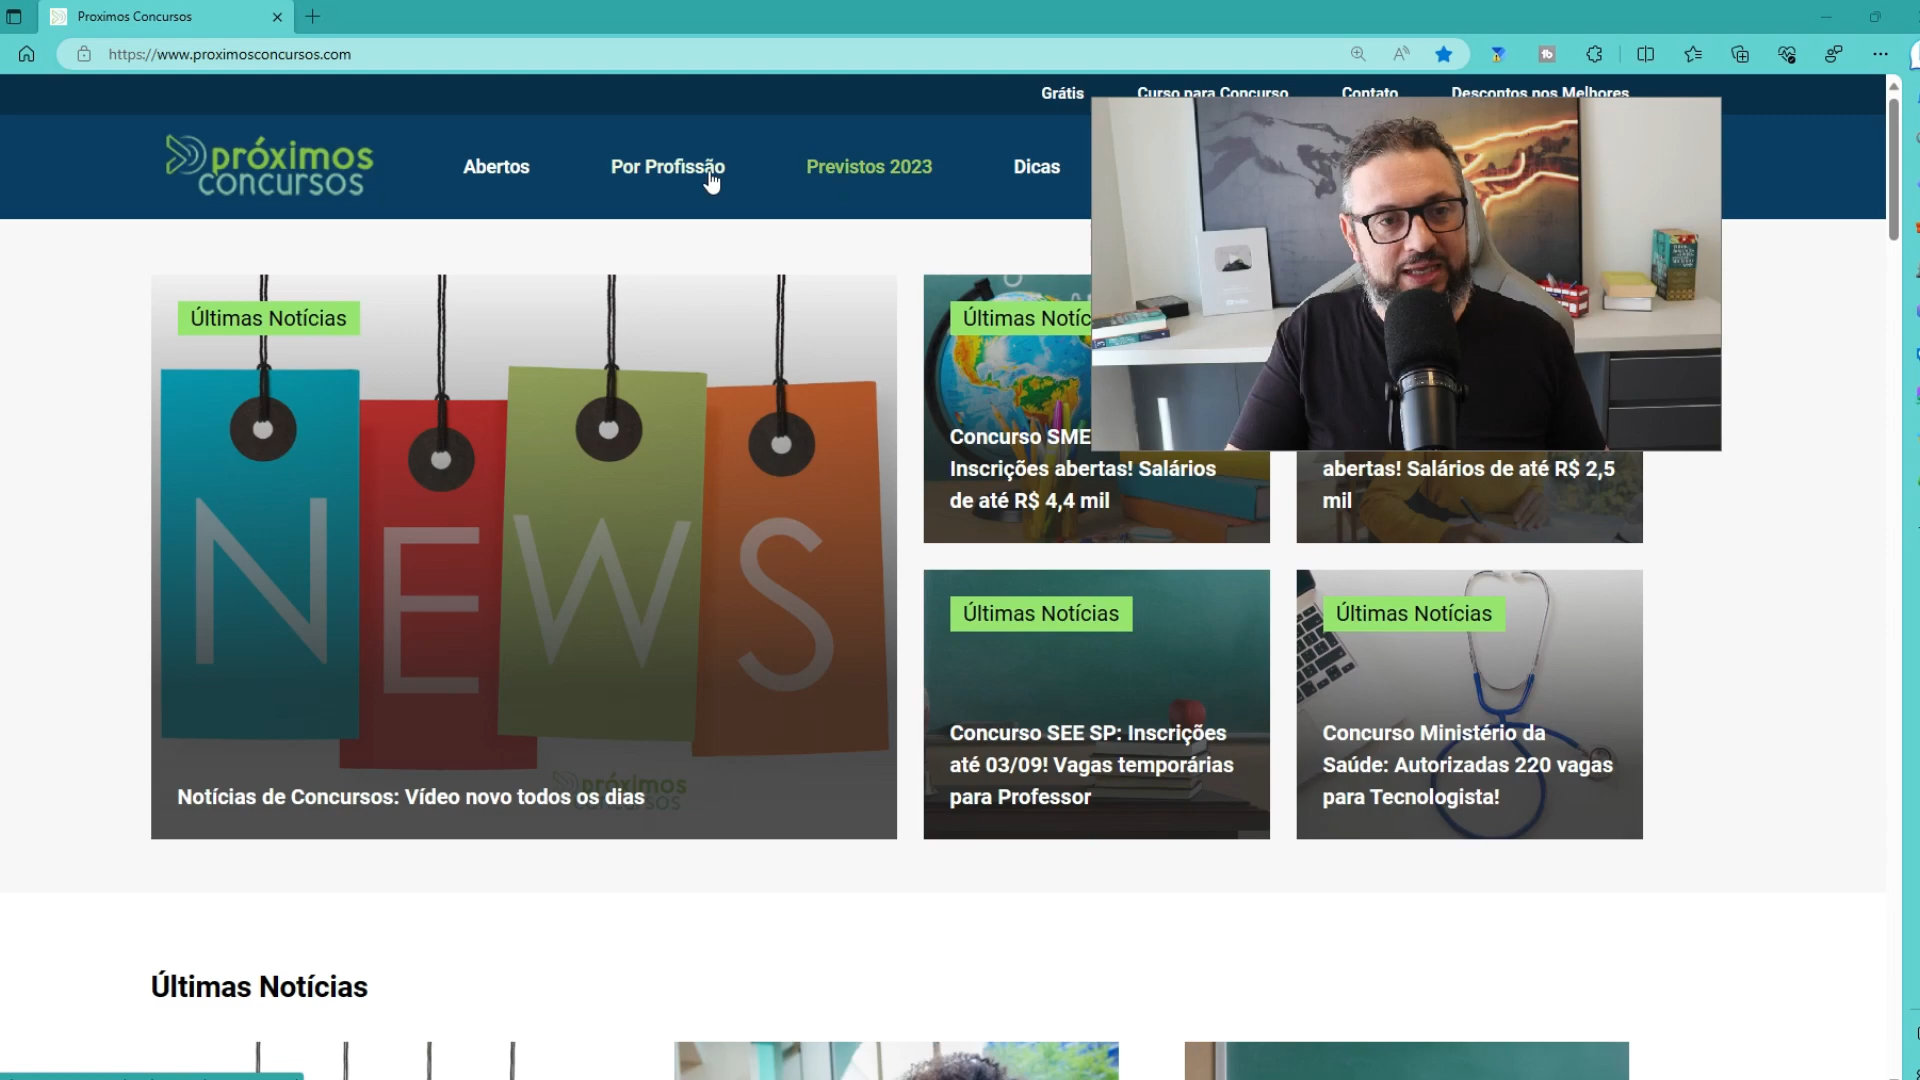 Proximos Concursos
https://www.proximosconcursos.com
Grátis
Curso para Concurso
Contato
Descontos nos Melhores
próximos
concursos
Abertos
Por Profissão
Previstos 2023
Dicas
Últimas Notícias
NEWS
próximos
concursos
Notícias de Concursos: Vídeo novo todos os dias
Últimas Notíc
Concurso SME
Inscrições abertas! Salários
de até R$ 4,4 mil
abertas! Salários de até R$ 2,5
mil
Últimas Notícias
Concurso SEE SP: Inscrições
até 03/09! Vagas temporárias
para Professor
Últimas Notícias
Concurso Ministério da
Saúde: Autorizadas 220 vagas
para Tecnologista!
Últimas Notícias